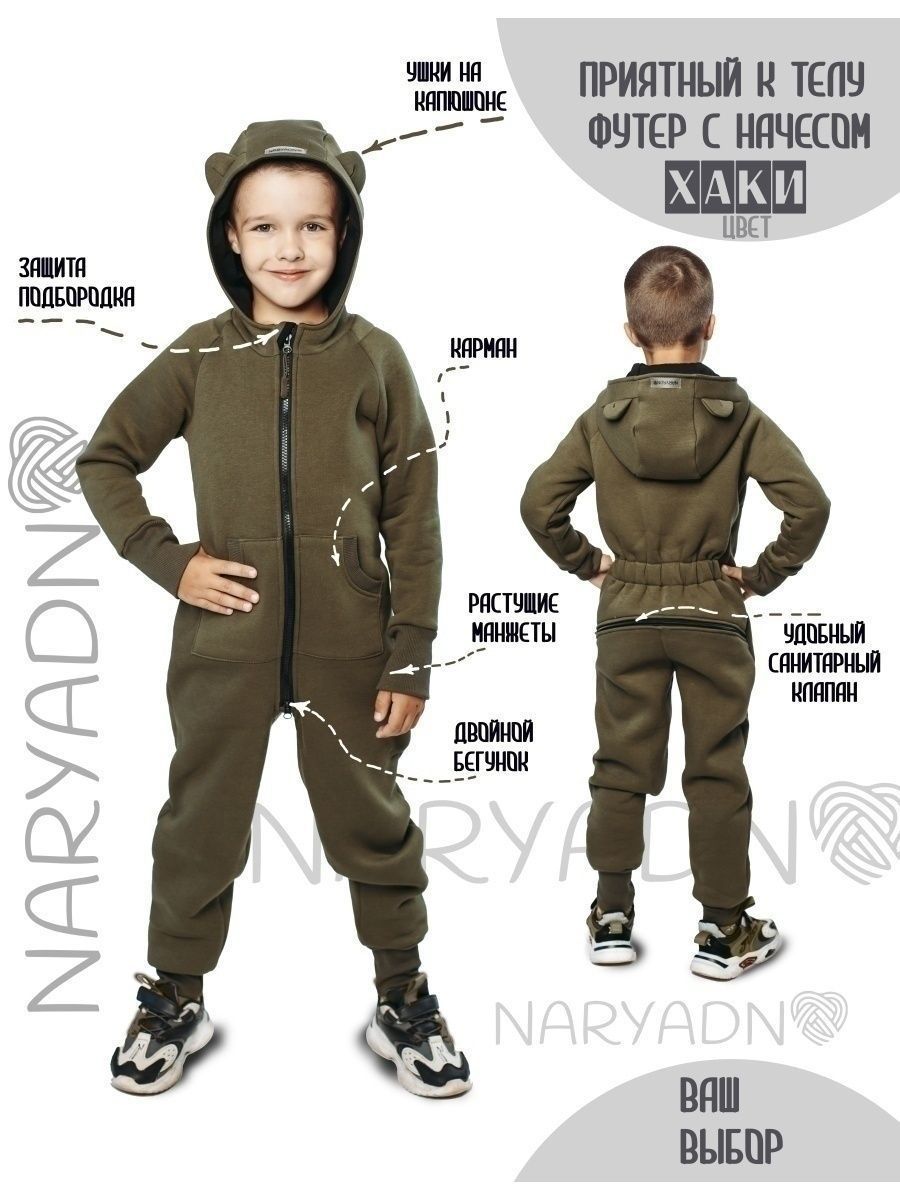 УШКИ НА
КАПЮШОНЕ
ПРИЯТНЫЙ К ТЕЛУ
ФУТЕР С НАЧЕСОМ
ХАКИ
ЦВЕТ
ЗАЩИТА
ПОДБОРОДКА
КАРМАН
РАСТУЩИЕ
МАНЖЕТЫ
УДОБНЫЙ
САНИТАРНЫЙ
КЛАПАН
ДВОЙНОЙ
БЕГУНОК
NARYADNO
NARYADNO
NARYADNO
ВАШ
ВЫБОР